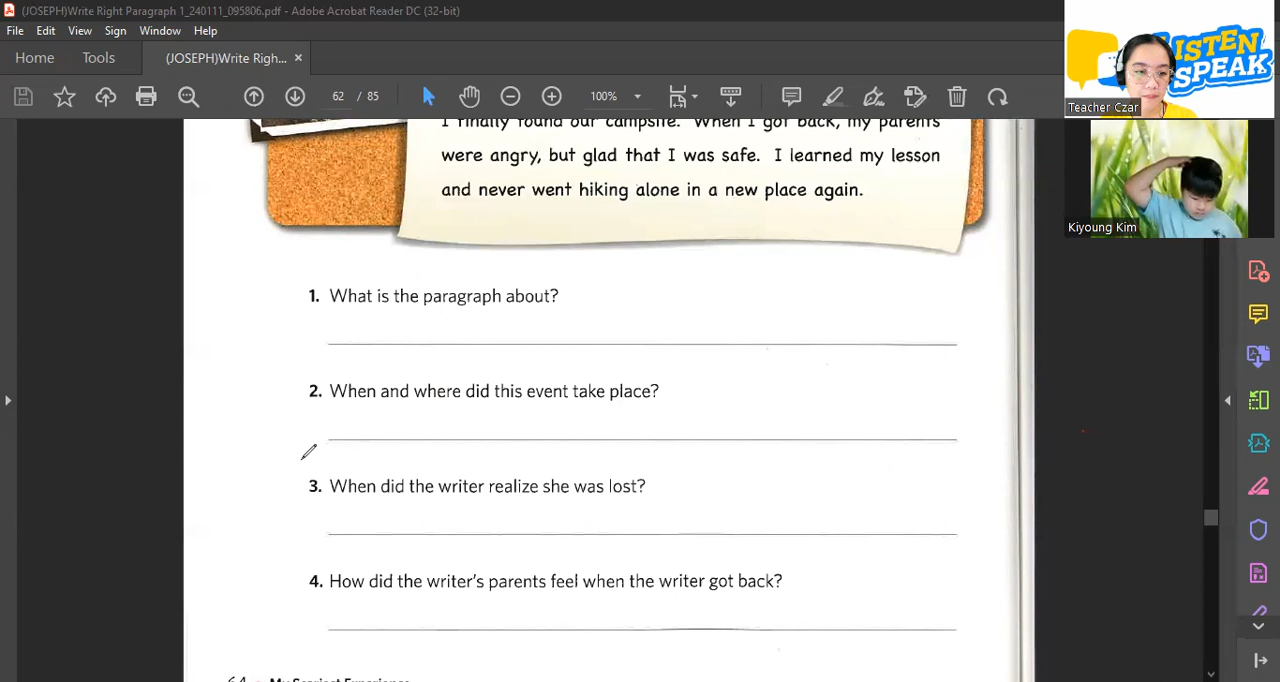 (JOSEPH)Write Right Paragraph 1_240111_095806.pdf - Adobe Acrobat Reader DC (32-bit)
File Edit View Sign Window Help
Home Tools (JOSEPH)Write Righ... ×
62 / 85 100%
LISTEN
SPEAK
Teacher Czar
Kiyoung Kim
I finally found our campsite. When I got back, my parents
were angry, but glad that I was safe. I learned my lesson
and never went hiking alone in a new place again.
1. What is the paragraph about?
2. When and where did this event take place?
3. When did the writer realize she was lost?
4. How did the writer's parents feel when the writer got back?
64 My Scariest Experience